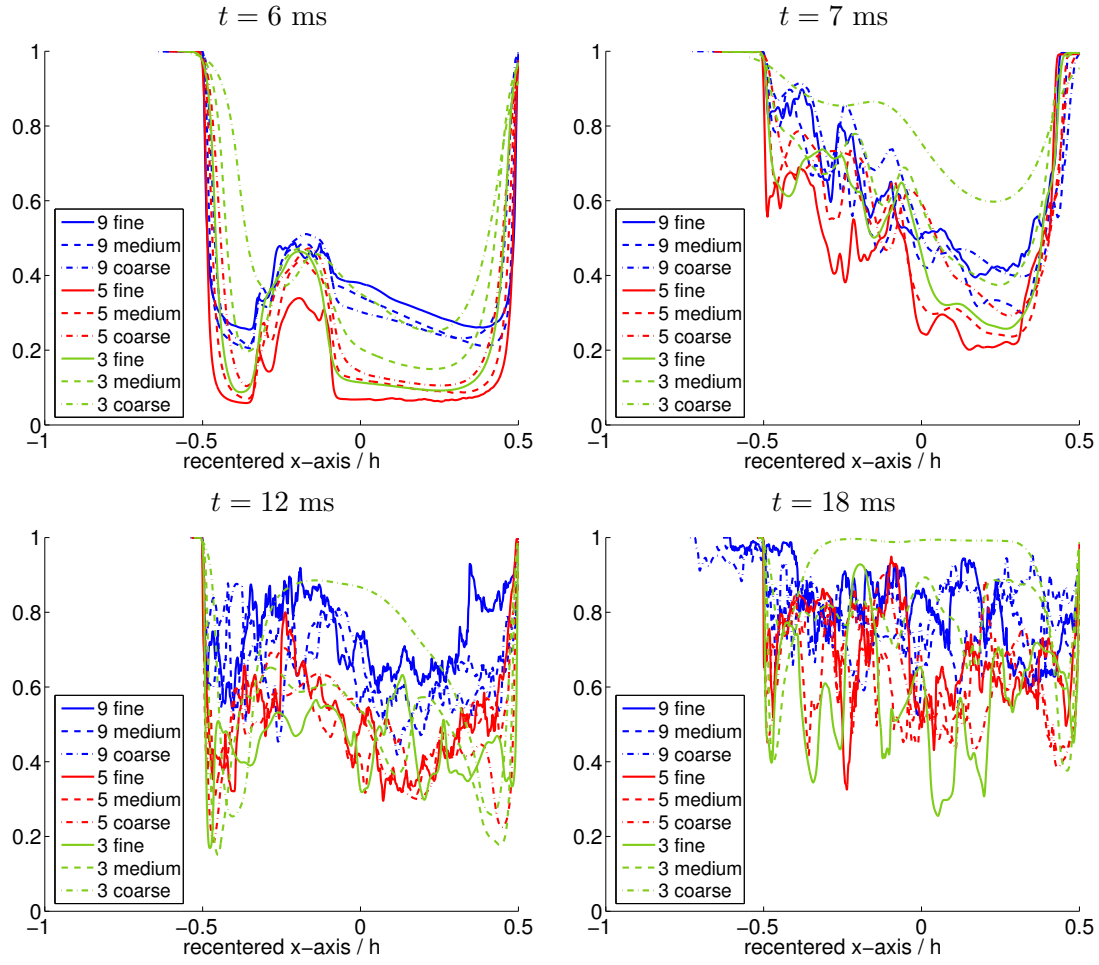 t = 6 ms
1
0.8
0.6
0.4
0.2
0
−1
−0.5
0
0.5
recentered x−axis / h
9 fine
9 medium
9 coarse
5 fine
5 medium
5 coarse
3 fine
3 medium
3 coarse
t = 7 ms
1
0.8
0.6
0.4
0.2
0
−1
−0.5
0
0.5
recentered x−axis / h
9 fine
9 medium
9 coarse
5 fine
5 medium
5 coarse
3 fine
3 medium
3 coarse
t = 12 ms
1
0.8
0.6
0.4
0.2
0
−1
−0.5
0
0.5
recentered x−axis / h
9 fine
9 medium
9 coarse
5 fine
5 medium
5 coarse
3 fine
3 medium
3 coarse
t = 18 ms
1
0.8
0.6
0.4
0.2
0
−1
−0.5
0
0.5
recentered x−axis / h
9 fine
9 medium
9 coarse
5 fine
5 medium
5 coarse
3 fine
3 medium
3 coarse